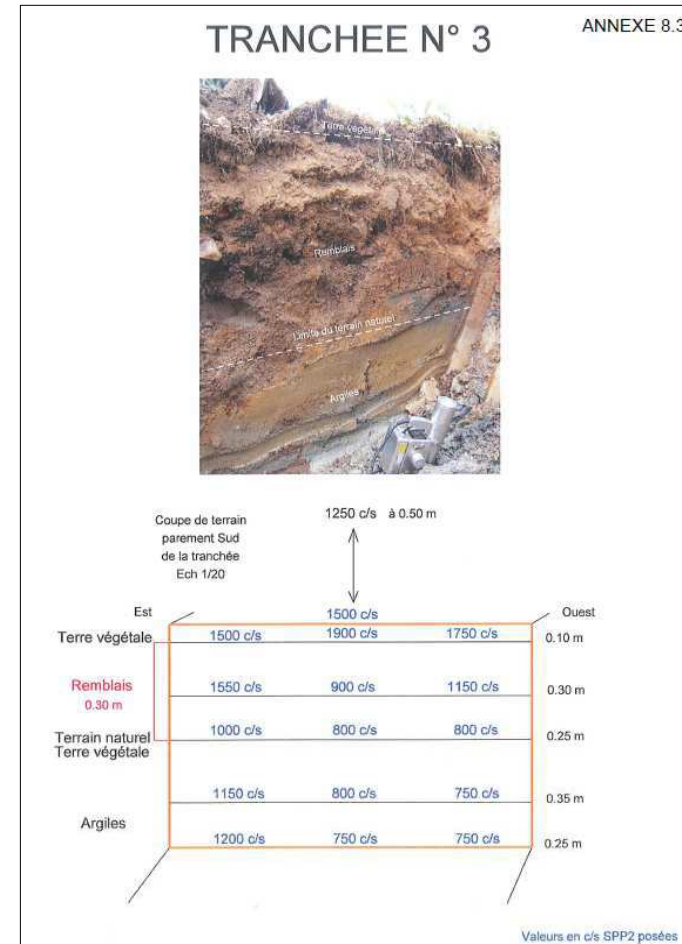 ANNEXE 8.3
TRANCHEE N° 3
Terre végétale
Remblais
Limite du terrain naturel
Argiles
1250 c/s à 0.50 m
Coupe de terrain
parement Sud
de la tranchée
Ech 1/20
Est
1500 c/s
Ouest
Terre végétale
1500 c/s 1900 c/s 1750 c/s
0.10 m
Remblais
0.30 m
1550 c/s 900 c/s 1150 c/s
0.30 m
Terrain naturel
Terre végétale
1000 c/s 800 c/s 800 c/s
0.25 m
1150 c/s 800 c/s 750 c/s
0.35 m
Argiles
1200 c/s 750 c/s 750 c/s
0.25 m
Valeurs en c/s SPP2 posées